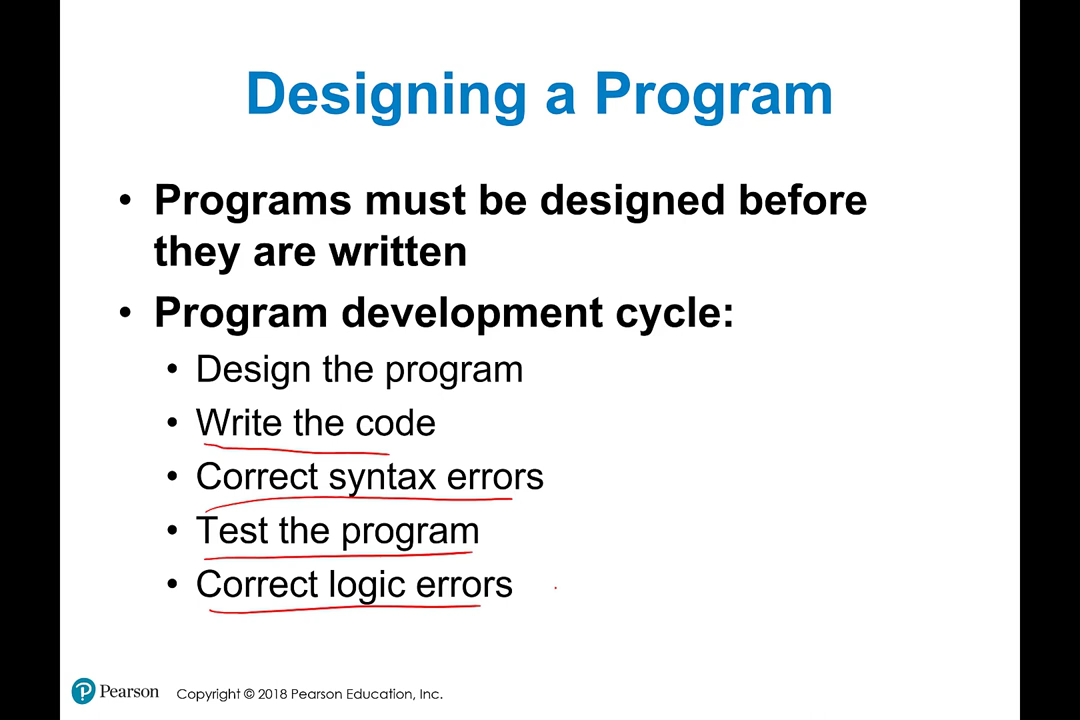 Designing a Program
• Programs must be designed before
they are written
• Program development cycle:
• Design the program
• Write the code
• Correct syntax errors
• Test the program
• Correct logic errors
Pearson
Copyright © 2018 Pearson Education, Inc.